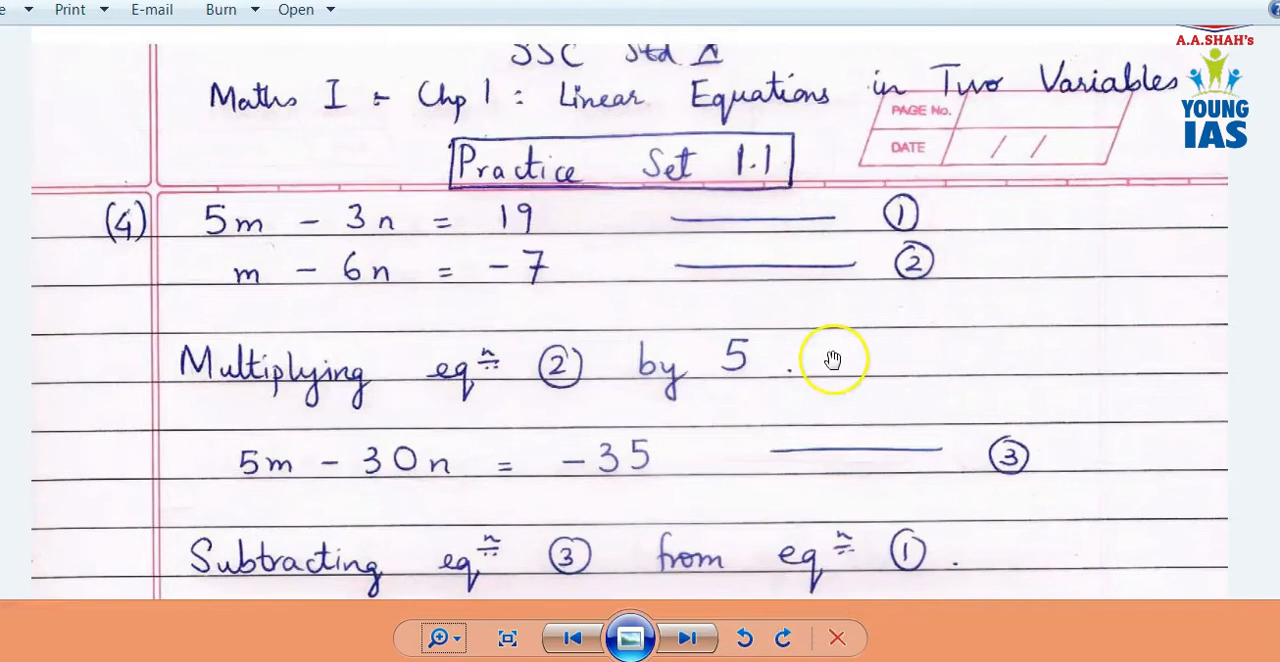 Print E-mail Burn Open
A.A.SHAH's
YOUNG
IAS
SSC Std X
Maths I :- Chp 1 : Linear Equations in Two Variables
PAGE No.
DATE / /
Practice Set 1.1
(4) 5m - 3n = 19 ——— ①
m - 6n = -7 ——— ②
Multiplying eqⁿ ② by 5 .
5m - 30n = -35 ——— ③
Subtracting eqⁿ ③ from eqⁿ ① .